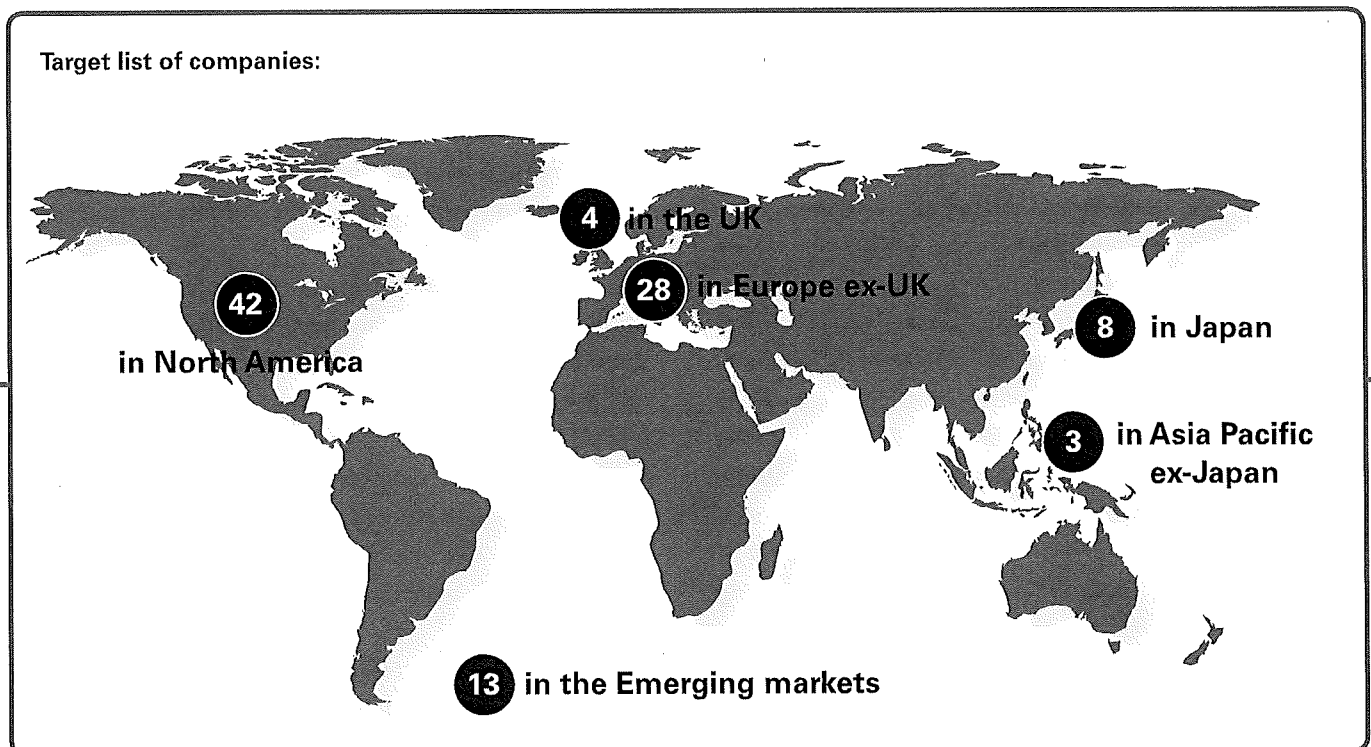 Target list of companies:
4 in the UK
28 in Europe ex-UK
42
in North America
8 in Japan
3 in Asia Pacific
ex-Japan
13 in the Emerging markets